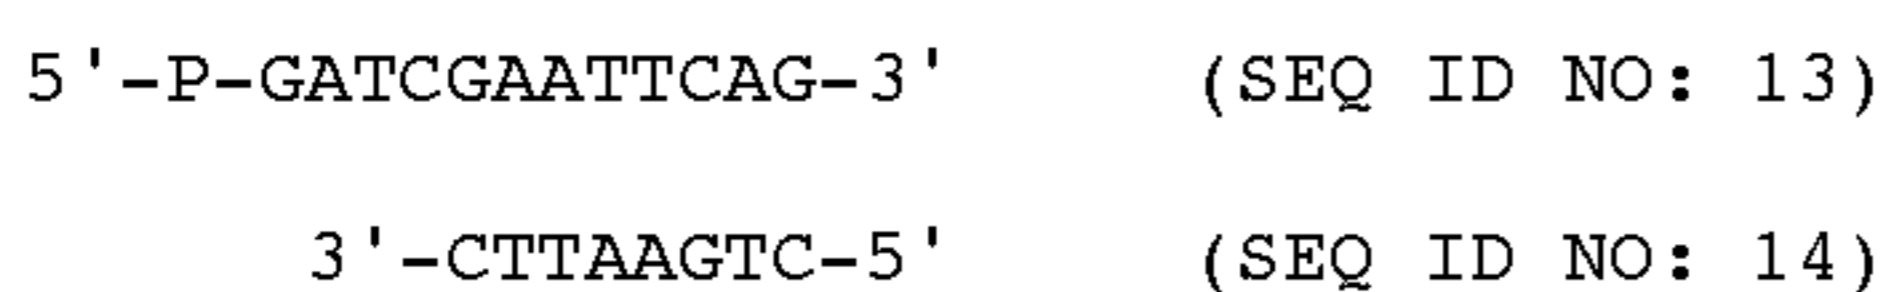 5'-P-GATCGAATTCAG-3' (SEQ ID NO: 13)
3'-CTTAAGTC-5' (SEQ ID NO: 14)